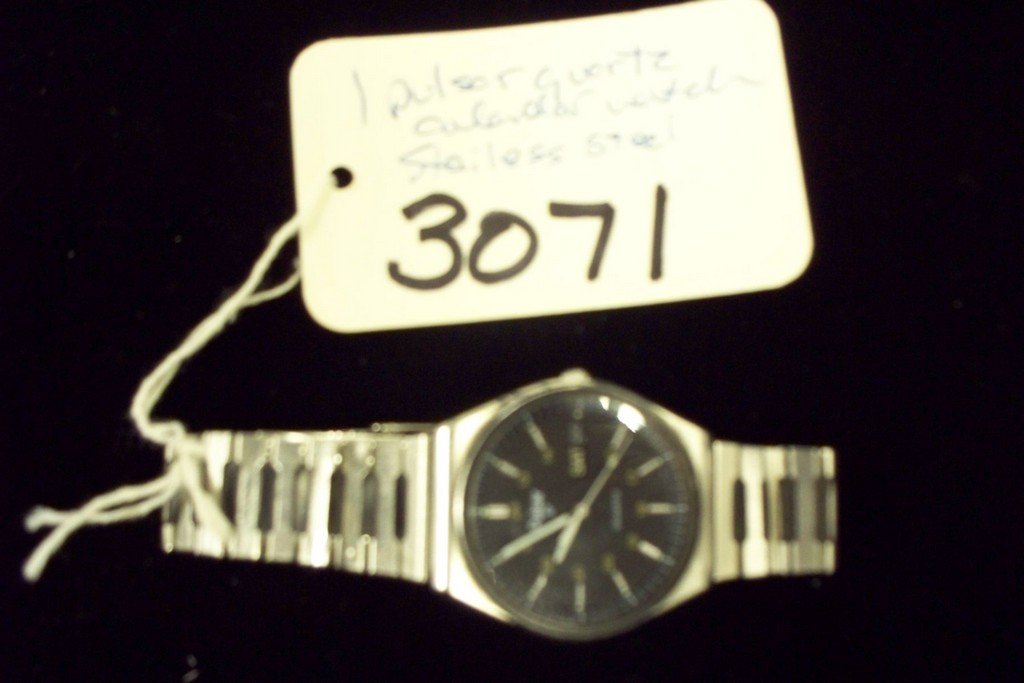 1 pulsar quartz
calendar watch
Stailess steel
3071